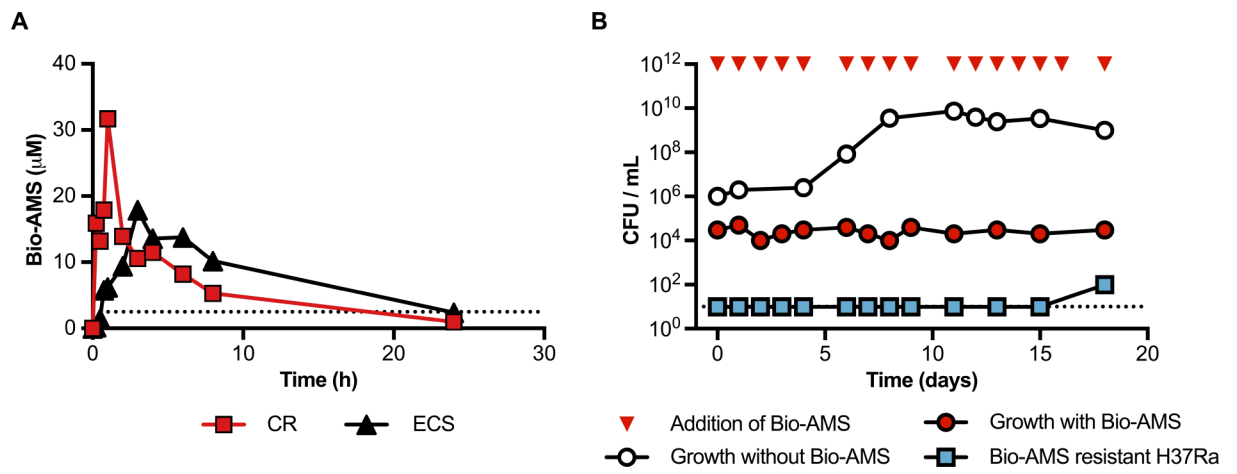 A
B
Bio-AMS (μM)
40
30
20
10
0
0
10
20
30
Time (h)
CR
ECS
CFU / mL
10¹²
10¹⁰
10⁸
10⁶
10⁴
10²
10⁰
0
5
10
15
20
Time (days)
Addition of Bio-AMS
Growth with Bio-AMS
Growth without Bio-AMS
Bio-AMS resistant H37Ra